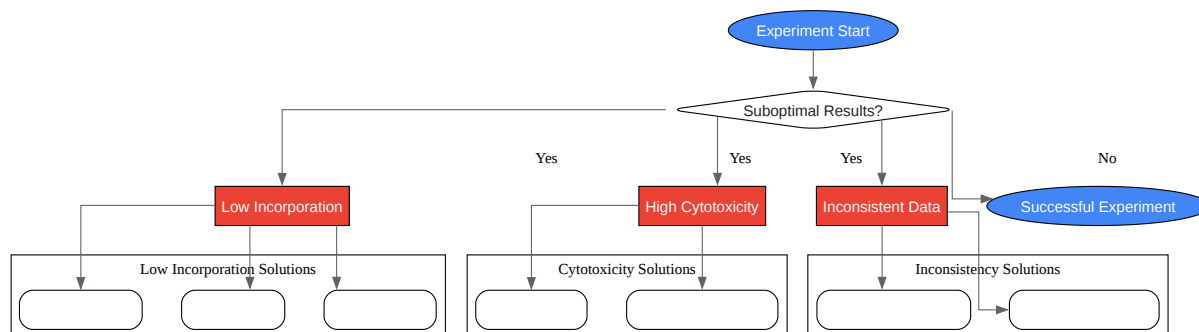 Experiment Start
Suboptimal Results?
Yes
Yes
Yes
No
Low Incorporation
High Cytotoxicity
Inconsistent Data
Successful Experiment
Low Incorporation Solutions
Cytotoxicity Solutions
Inconsistency Solutions